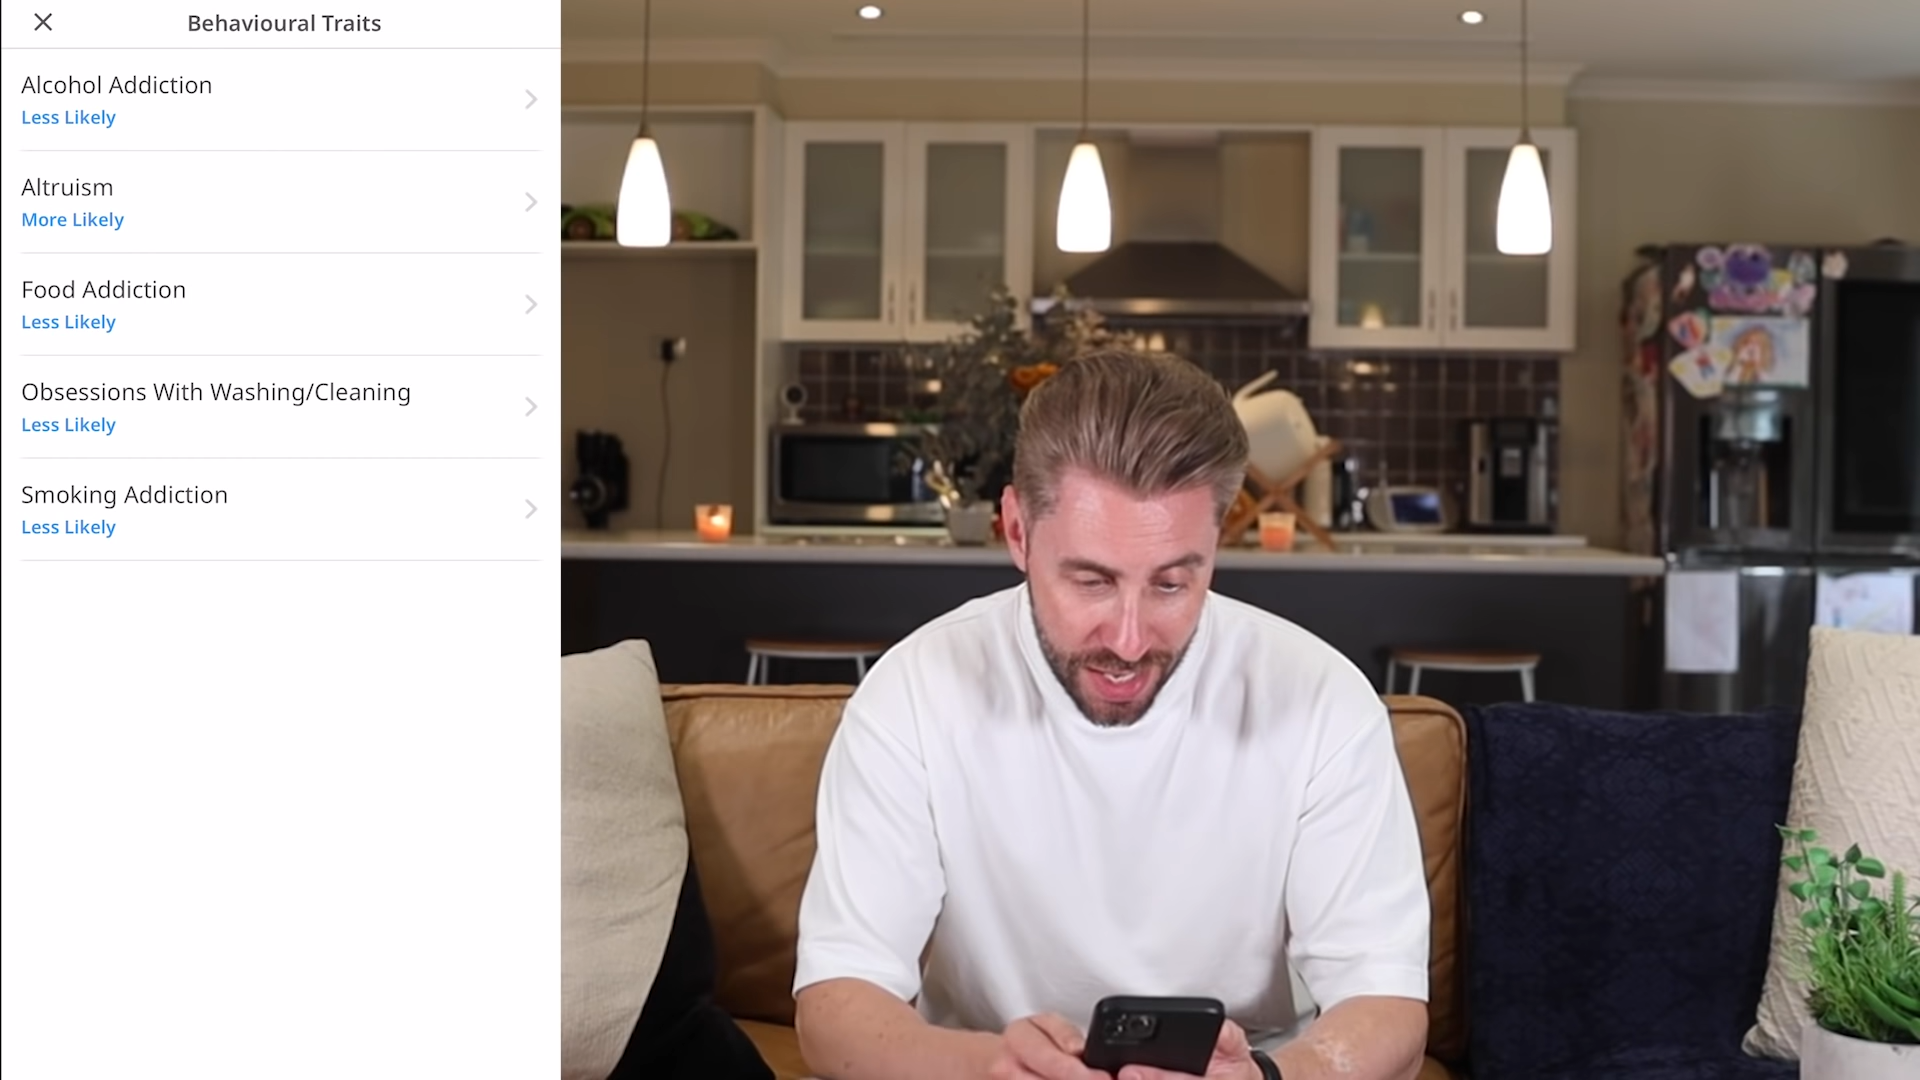 Behavioural Traits
Alcohol Addiction
Less Likely
Altruism
More Likely
Food Addiction
Less Likely
Obsessions With Washing/Cleaning
Less Likely
Smoking Addiction
Less Likely